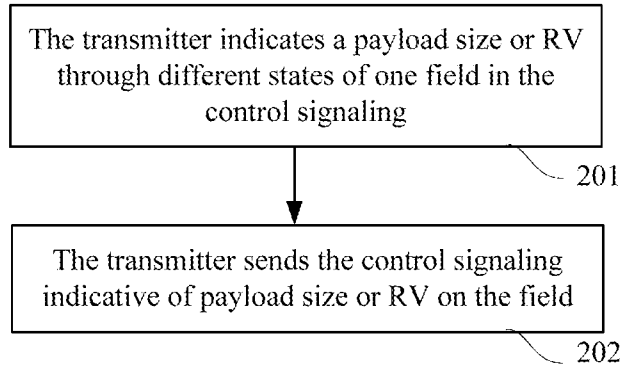 The transmitter indicates a payload size or RV
through different states of one field in the
control signaling
201
The transmitter sends the control signaling
indicative of payload size or RV on the field
202